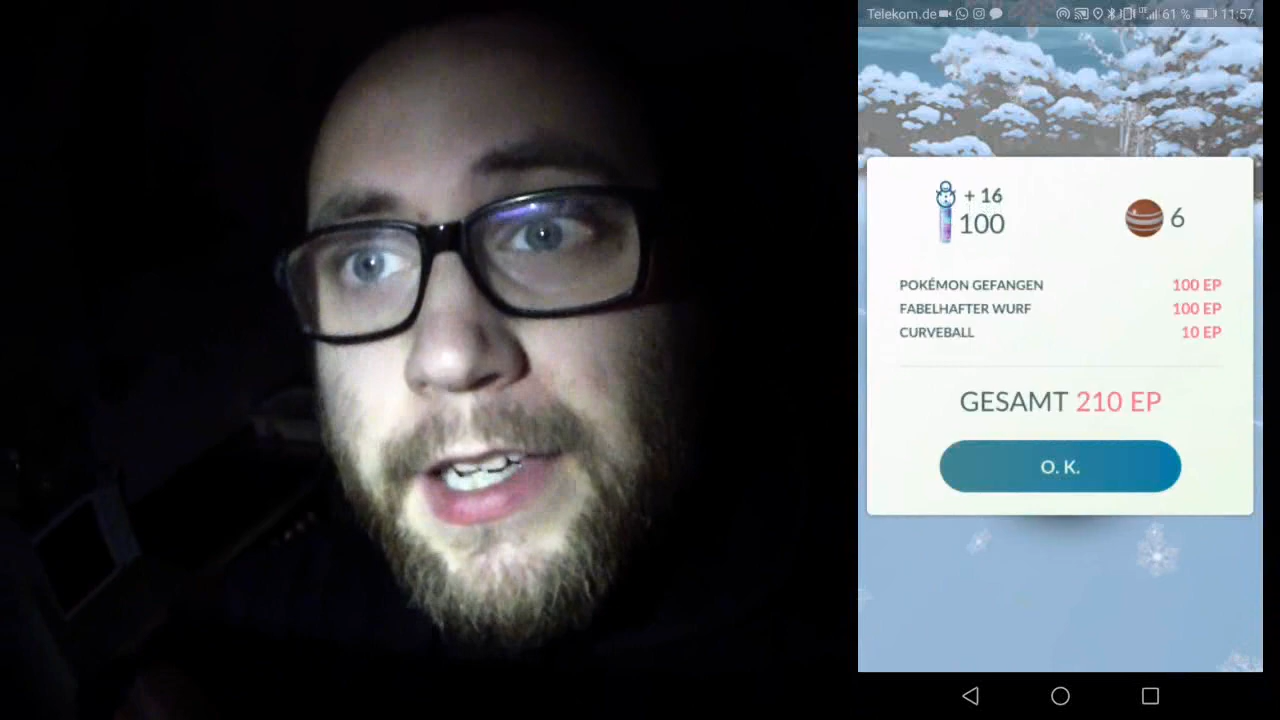 Telekom.de 61 % 11:57
+ 16
100
6
POKÉMON GEFANGEN 100 EP
FABELHAFTER WURF 100 EP
CURVEBALL 10 EP
GESAMT 210 EP
O. K.